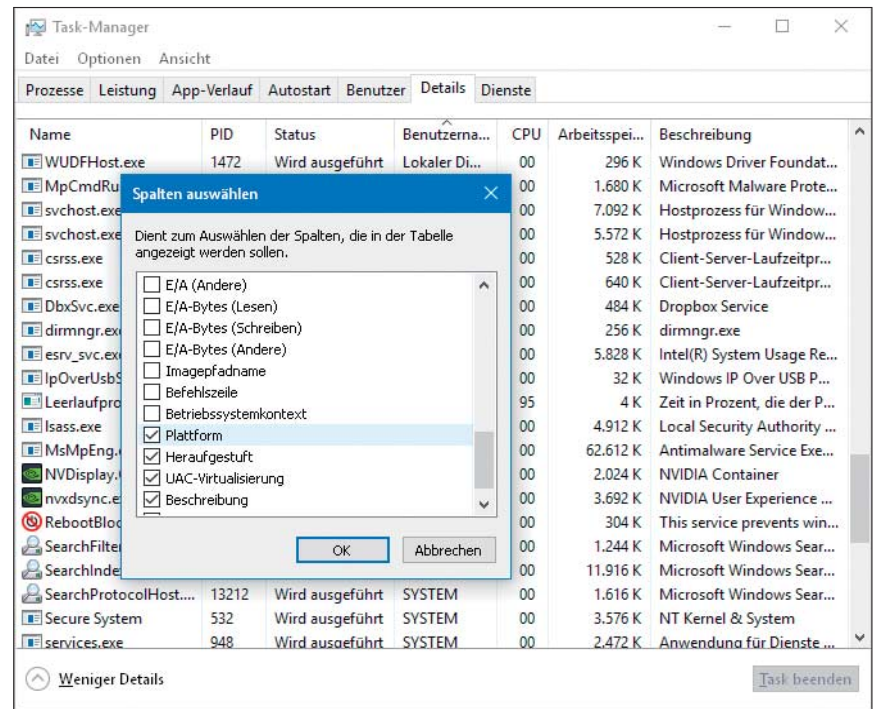 Task-Manager
Datei Optionen Ansicht
Prozesse Leistung App-Verlauf Autostart Benutzer Details Dienste
Name PID Status Benutzerna... CPU Arbeitsspei... Beschreibung
WUDFHost.exe 1472 Wird ausgeführt Lokaler Di... 00 296 K Windows Driver Foundat...
MpCmdRu 00 1.680 K Microsoft Malware Prote...
svchost.exe 00 7.092 K Hostprozess für Window...
svchost.exe 00 5.572 K Hostprozess für Window...
csrss.exe 00 528 K Client-Server-Laufzeitpr...
csrss.exe 00 640 K Client-Server-Laufzeitpr...
DbxSvc.exe 00 484 K Dropbox Service
dirmngr.ex 00 256 K dirmngr.exe
esrv_svc.ex 00 5.828 K Intel(R) System Usage Re...
IpOverUsbS 00 32 K Windows IP Over USB P...
Leerlaufpro 95 4 K Zeit in Prozent, die der P...
lsass.exe 00 4.912 K Local Security Authority ...
MsMpEng. 00 62.612 K Antimalware Service Exe...
NVDisplay. 00 2.024 K NVIDIA Container
nvxdsync.e 00 3.692 K NVIDIA User Experience ...
RebootBloc 00 304 K This service prevents win...
SearchFilte 00 1.244 K Microsoft Windows Sear...
SearchInde 00 11.916 K Microsoft Windows Sear...
SearchProtocolHost.... 13212 Wird ausgeführt SYSTEM 00 1.616 K Microsoft Windows Sear...
Secure System 532 Wird ausgeführt SYSTEM 00 3.576 K NT Kernel & System
services.exe 948 Wird ausgeführt SYSTEM 00 2.472 K Anwendung für Dienste ...
Spalten auswählen
Dient zum Auswählen der Spalten, die in der Tabelle
angezeigt werden sollen.
E/A (Andere)
E/A-Bytes (Lesen)
E/A-Bytes (Schreiben)
E/A-Bytes (Andere)
Imagepfadname
Befehlszeile
Betriebssystemkontext
Plattform
Heraufgestuft
UAC-Virtualisierung
Beschreibung
OK Abbrechen
Weniger Details Task beenden